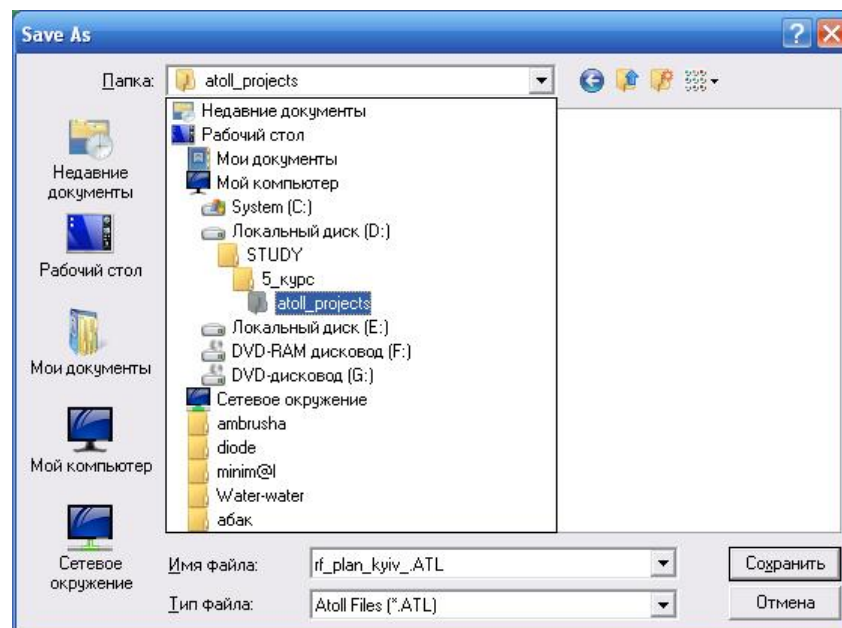 Save As
Папка:
atoll_projects
Недавние документы
Рабочий стол
Мои документы
Мой компьютер
System (C:)
Локальный диск (D:)
STUDY
5_курс
atoll_projects
Локальный диск (E:)
DVD-RAM дисковод (F:)
DVD-дисковод (G:)
Сетевое окружение
ambrusha
diode
minim@l
Water-water
абак
Недавние
документы
Рабочий стол
Мои документы
Мой компьютер
Сетевое
окружение
Имя файла:
rf_plan_kyiv_.ATL
Сохранить
Тип файла:
Atoll Files (*.ATL)
Отмена